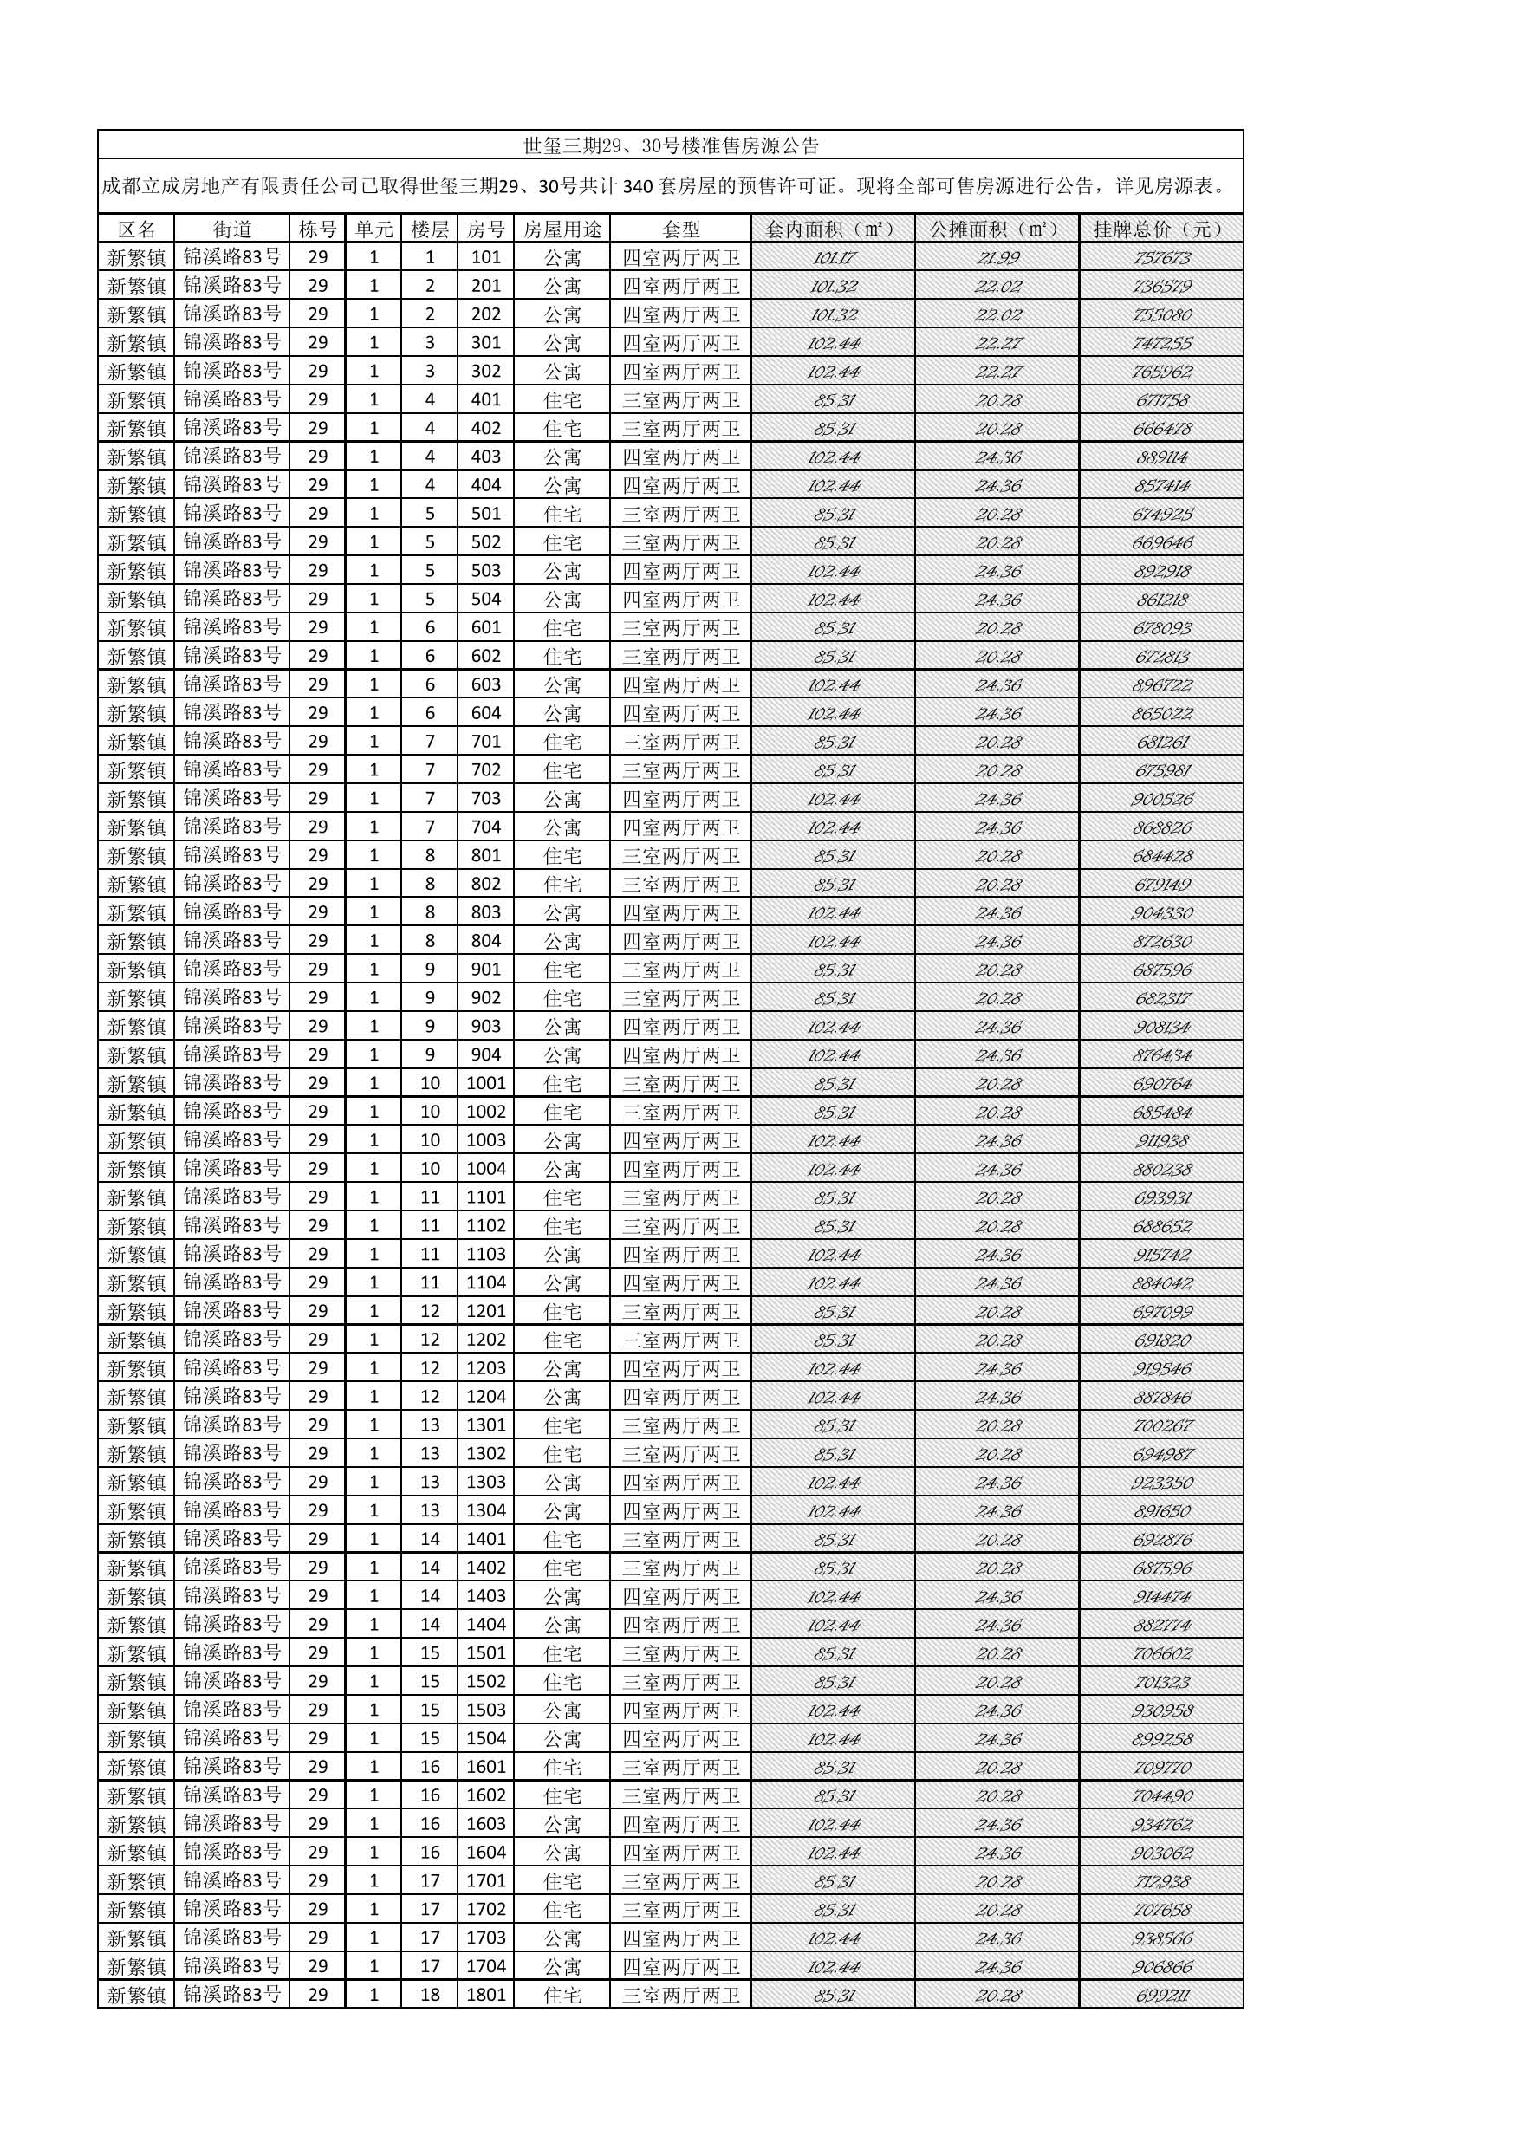 世玺三期29、30号楼准售房源公告
成都立成房地产有限责任公司已取得世玺三期29、30号共计 340 套房屋的预售许可证。现将全部可售房源进行公告，详见房源表。
区名 街道 栋号 单元 楼层 房号 房屋用途 套型 套内面积（㎡） 公摊面积（㎡） 挂牌总价（元）
新繁镇 锦溪路83号 29 1 1 101 公寓 四室两厅两卫 101.17 21.99 757673
新繁镇 锦溪路83号 29 1 2 201 公寓 四室两厅两卫 101.32 22.02 736579
新繁镇 锦溪路83号 29 1 2 202 公寓 四室两厅两卫 101.32 22.02 755080
新繁镇 锦溪路83号 29 1 3 301 公寓 四室两厅两卫 102.44 22.27 747255
新繁镇 锦溪路83号 29 1 3 302 公寓 四室两厅两卫 102.44 22.27 765962
新繁镇 锦溪路83号 29 1 4 401 住宅 三室两厅两卫 85.31 20.28 671758
新繁镇 锦溪路83号 29 1 4 402 住宅 三室两厅两卫 85.31 20.28 666478
新繁镇 锦溪路83号 29 1 4 403 公寓 四室两厅两卫 102.44 24.36 889114
新繁镇 锦溪路83号 29 1 4 404 公寓 四室两厅两卫 102.44 24.36 857414
新繁镇 锦溪路83号 29 1 5 501 住宅 三室两厅两卫 85.31 20.28 674925
新繁镇 锦溪路83号 29 1 5 502 住宅 三室两厅两卫 85.31 20.28 669646
新繁镇 锦溪路83号 29 1 5 503 公寓 四室两厅两卫 102.44 24.36 892918
新繁镇 锦溪路83号 29 1 5 504 公寓 四室两厅两卫 102.44 24.36 861218
新繁镇 锦溪路83号 29 1 6 601 住宅 三室两厅两卫 85.31 20.28 678093
新繁镇 锦溪路83号 29 1 6 602 住宅 三室两厅两卫 85.31 20.28 672813
新繁镇 锦溪路83号 29 1 6 603 公寓 四室两厅两卫 102.44 24.36 896722
新繁镇 锦溪路83号 29 1 6 604 公寓 四室两厅两卫 102.44 24.36 865022
新繁镇 锦溪路83号 29 1 7 701 住宅 三室两厅两卫 85.31 20.28 681261
新繁镇 锦溪路83号 29 1 7 702 住宅 三室两厅两卫 85.31 20.28 675981
新繁镇 锦溪路83号 29 1 7 703 公寓 四室两厅两卫 102.44 24.36 900526
新繁镇 锦溪路83号 29 1 7 704 公寓 四室两厅两卫 102.44 24.36 868826
新繁镇 锦溪路83号 29 1 8 801 住宅 三室两厅两卫 85.31 20.28 684428
新繁镇 锦溪路83号 29 1 8 802 住宅 三室两厅两卫 85.31 20.28 679149
新繁镇 锦溪路83号 29 1 8 803 公寓 四室两厅两卫 102.44 24.36 904330
新繁镇 锦溪路83号 29 1 8 804 公寓 四室两厅两卫 102.44 24.36 872630
新繁镇 锦溪路83号 29 1 9 901 住宅 三室两厅两卫 85.31 20.28 687596
新繁镇 锦溪路83号 29 1 9 902 住宅 三室两厅两卫 85.31 20.28 682317
新繁镇 锦溪路83号 29 1 9 903 公寓 四室两厅两卫 102.44 24.36 908134
新繁镇 锦溪路83号 29 1 9 904 公寓 四室两厅两卫 102.44 24.36 876434
新繁镇 锦溪路83号 29 1 10 1001 住宅 三室两厅两卫 85.31 20.28 690764
新繁镇 锦溪路83号 29 1 10 1002 住宅 三室两厅两卫 85.31 20.28 685484
新繁镇 锦溪路83号 29 1 10 1003 公寓 四室两厅两卫 102.44 24.36 911938
新繁镇 锦溪路83号 29 1 10 1004 公寓 四室两厅两卫 102.44 24.36 880238
新繁镇 锦溪路83号 29 1 11 1101 住宅 三室两厅两卫 85.31 20.28 693931
新繁镇 锦溪路83号 29 1 11 1102 住宅 三室两厅两卫 85.31 20.28 688652
新繁镇 锦溪路83号 29 1 11 1103 公寓 四室两厅两卫 102.44 24.36 915742
新繁镇 锦溪路83号 29 1 11 1104 公寓 四室两厅两卫 102.44 24.36 884042
新繁镇 锦溪路83号 29 1 12 1201 住宅 三室两厅两卫 85.31 20.28 697099
新繁镇 锦溪路83号 29 1 12 1202 住宅 三室两厅两卫 85.31 20.28 691820
新繁镇 锦溪路83号 29 1 12 1203 公寓 四室两厅两卫 102.44 24.36 919546
新繁镇 锦溪路83号 29 1 12 1204 公寓 四室两厅两卫 102.44 24.36 887846
新繁镇 锦溪路83号 29 1 13 1301 住宅 三室两厅两卫 85.31 20.28 700267
新繁镇 锦溪路83号 29 1 13 1302 住宅 三室两厅两卫 85.31 20.28 694987
新繁镇 锦溪路83号 29 1 13 1303 公寓 四室两厅两卫 102.44 24.36 923350
新繁镇 锦溪路83号 29 1 13 1304 公寓 四室两厅两卫 102.44 24.36 891650
新繁镇 锦溪路83号 29 1 14 1401 住宅 三室两厅两卫 85.31 20.28 692876
新繁镇 锦溪路83号 29 1 14 1402 住宅 三室两厅两卫 85.31 20.28 687596
新繁镇 锦溪路83号 29 1 14 1403 公寓 四室两厅两卫 102.44 24.36 914474
新繁镇 锦溪路83号 29 1 14 1404 公寓 四室两厅两卫 102.44 24.36 882774
新繁镇 锦溪路83号 29 1 15 1501 住宅 三室两厅两卫 85.31 20.28 706602
新繁镇 锦溪路83号 29 1 15 1502 住宅 三室两厅两卫 85.31 20.28 701323
新繁镇 锦溪路83号 29 1 15 1503 公寓 四室两厅两卫 102.44 24.36 930958
新繁镇 锦溪路83号 29 1 15 1504 公寓 四室两厅两卫 102.44 24.36 899258
新繁镇 锦溪路83号 29 1 16 1601 住宅 三室两厅两卫 85.31 20.28 709770
新繁镇 锦溪路83号 29 1 16 1602 住宅 三室两厅两卫 85.31 20.28 704490
新繁镇 锦溪路83号 29 1 16 1603 公寓 四室两厅两卫 102.44 24.36 934762
新繁镇 锦溪路83号 29 1 16 1604 公寓 四室两厅两卫 102.44 24.36 903062
新繁镇 锦溪路83号 29 1 17 1701 住宅 三室两厅两卫 85.31 20.28 712938
新繁镇 锦溪路83号 29 1 17 1702 住宅 三室两厅两卫 85.31 20.28 707658
新繁镇 锦溪路83号 29 1 17 1703 公寓 四室两厅两卫 102.44 24.36 938566
新繁镇 锦溪路83号 29 1 17 1704 公寓 四室两厅两卫 102.44 24.36 906866
新繁镇 锦溪路83号 29 1 18 1801 住宅 三室两厅两卫 85.31 20.28 699211